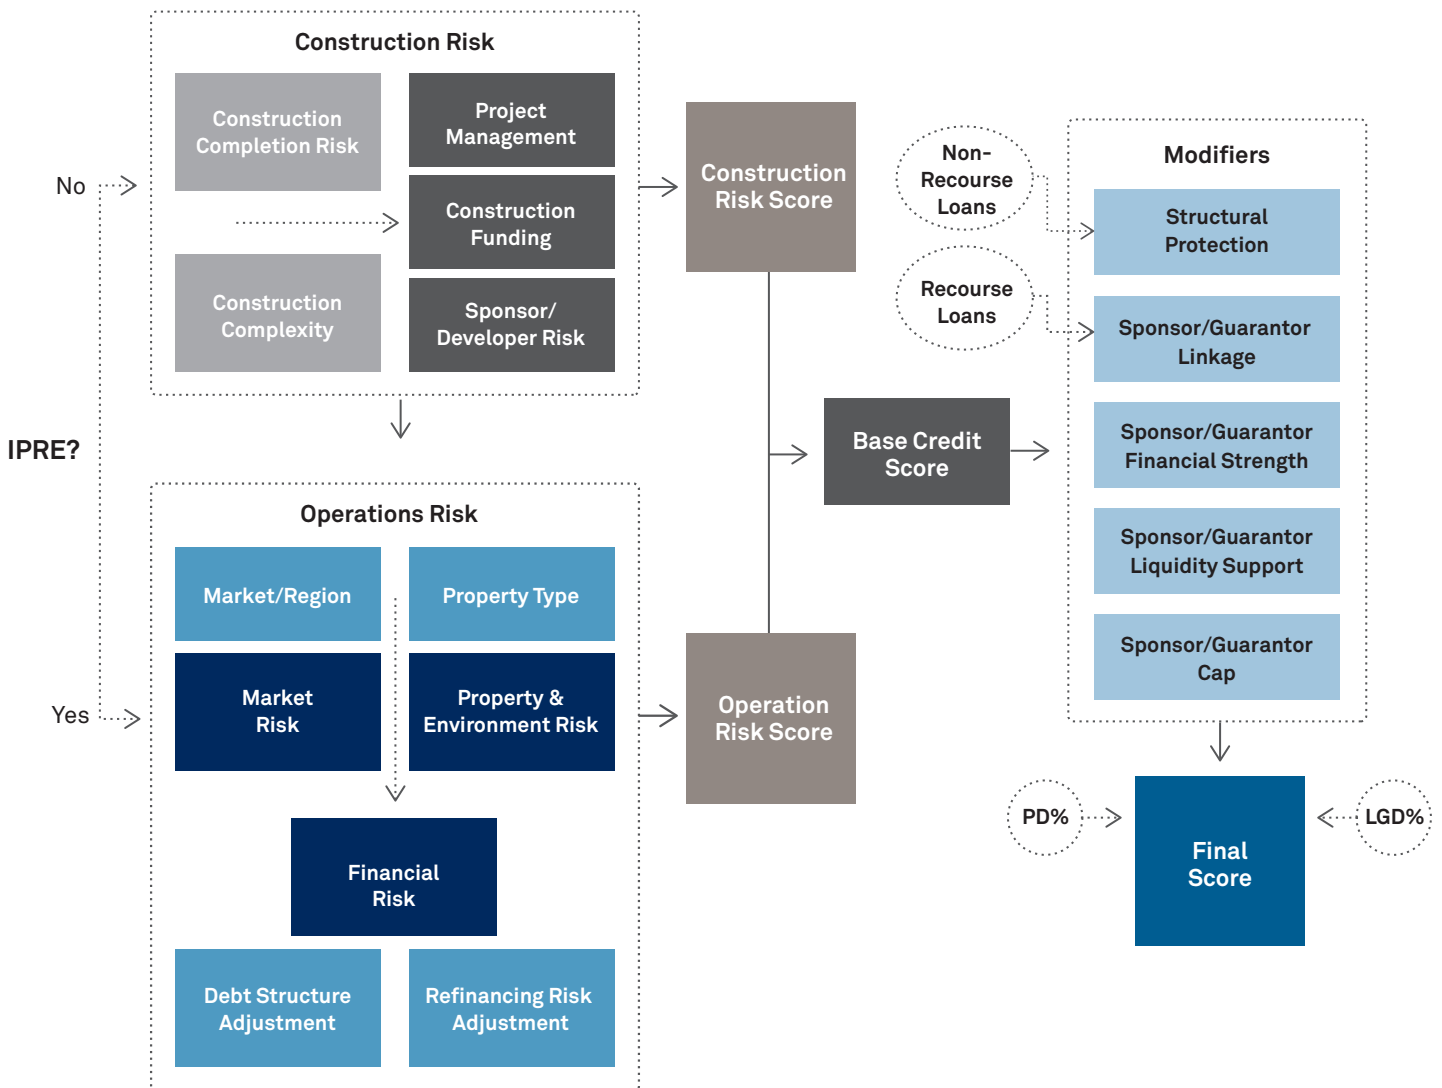 Construction Risk
Construction
Completion Risk
Project
Management
Construction
Funding
Construction
Complexity
Sponsor/
Developer Risk
No
IPRE?
Yes
Operations Risk
Market/Region
Property Type
Market
Risk
Property &
Environment Risk
Financial
Risk
Debt Structure
Adjustment
Refinancing Risk
Adjustment
Construction
Risk Score
Operation
Risk Score
Base Credit
Score
Non-
Recourse
Loans
Recourse
Loans
Modifiers
Structural
Protection
Sponsor/Guarantor
Linkage
Sponsor/Guarantor
Financial Strength
Sponsor/Guarantor
Liquidity Support
Sponsor/Guarantor
Cap
PD%
Final
Score
LGD%